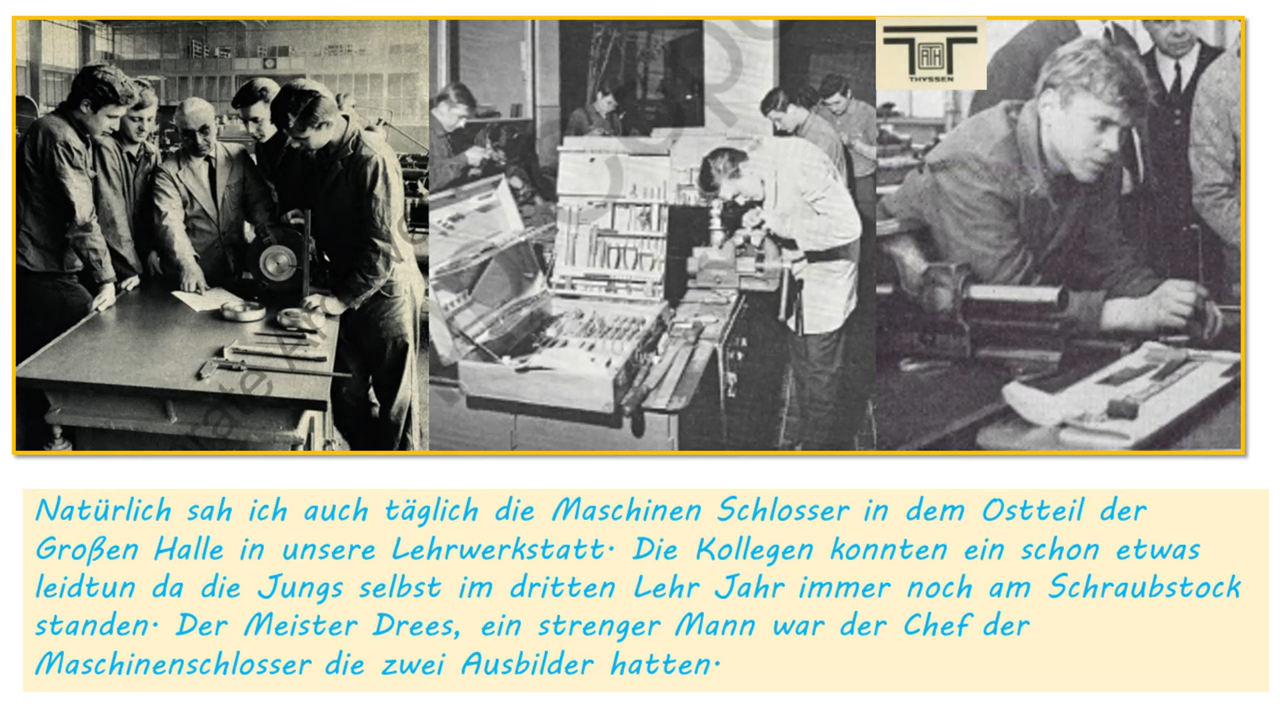 ATH
THYSSEN
Natürlich sah ich auch täglich die Maschinen Schlosser in dem Ostteil der
Großen Halle in unsere Lehrwerkstatt. Die Kollegen konnten ein schon etwas
leidtun da die Jungs selbst im dritten Lehr Jahr immer noch am Schraubstock
standen. Der Meister Drees, ein strenger Mann war der Chef der
Maschinenschlosser die zwei Ausbilder hatten.